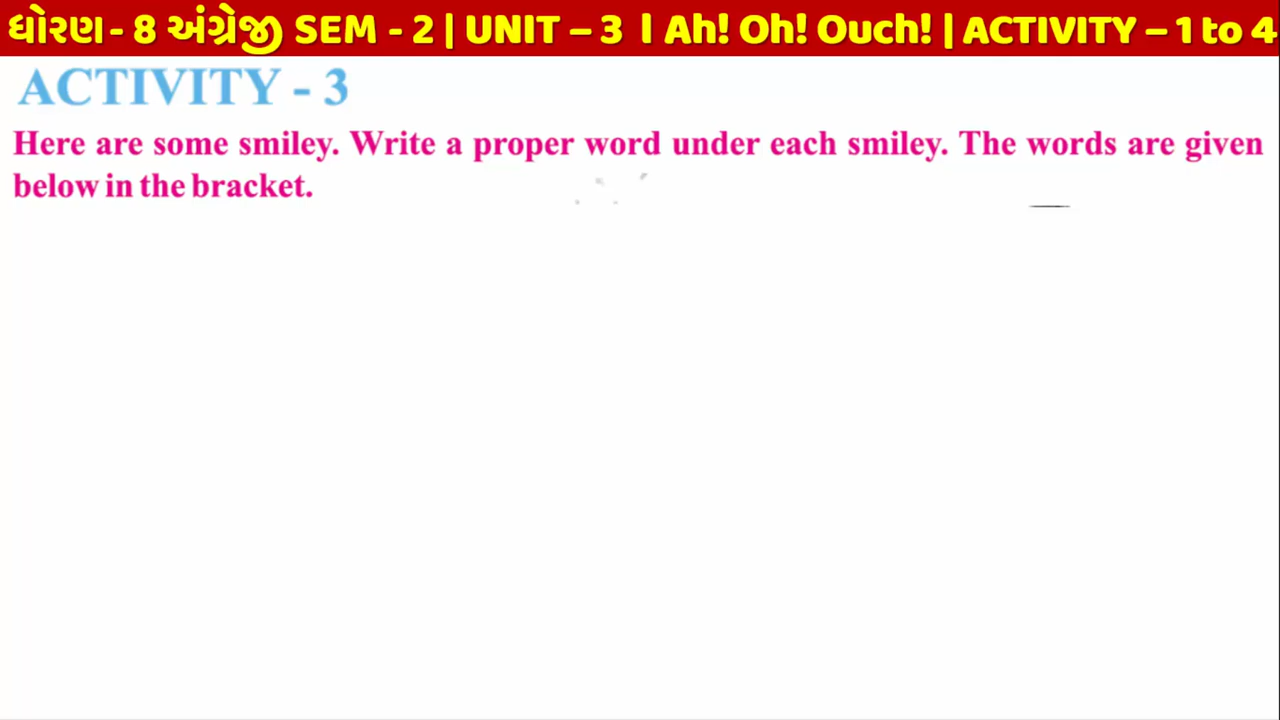 ધોરણ - 8 અંગ્રેજી SEM - 2 | UNIT – 3 l Ah! Oh! Ouch! | ACTIVITY – 1 to 4
ACTIVITY - 3
Here are some smiley. Write a proper word under each smiley. The words are given
below in the bracket.